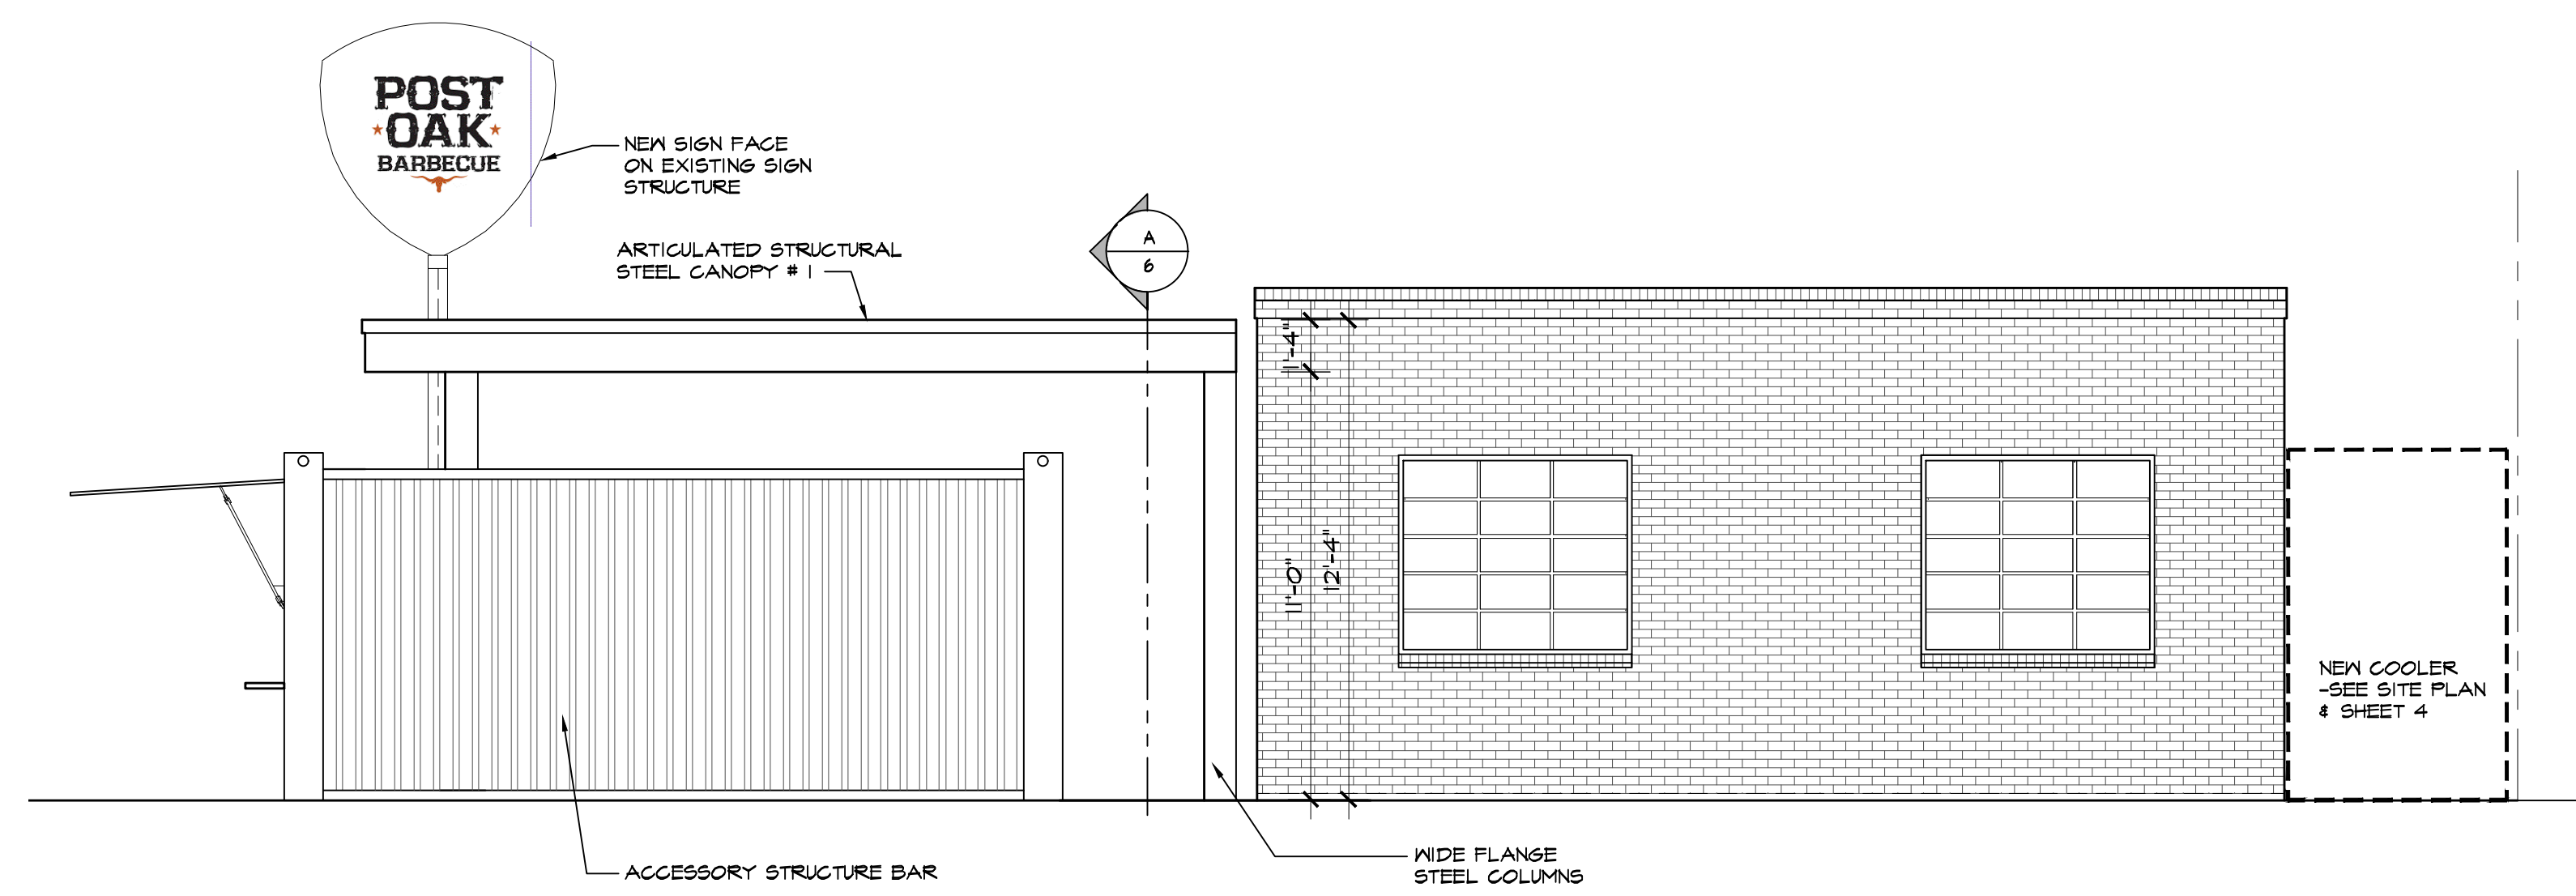 POST
OAK
BARBECUE
NEW SIGN FACE
ON EXISTING SIGN
STRUCTURE
ARTICULATED STRUCTURAL
STEEL CANOPY # 1
A
6
1'-4"
11'-0"
12'-4"
NEW COOLER
-SEE SITE PLAN
& SHEET 4
ACCESSORY STRUCTURE BAR
WIDE FLANGE
STEEL COLUMNS